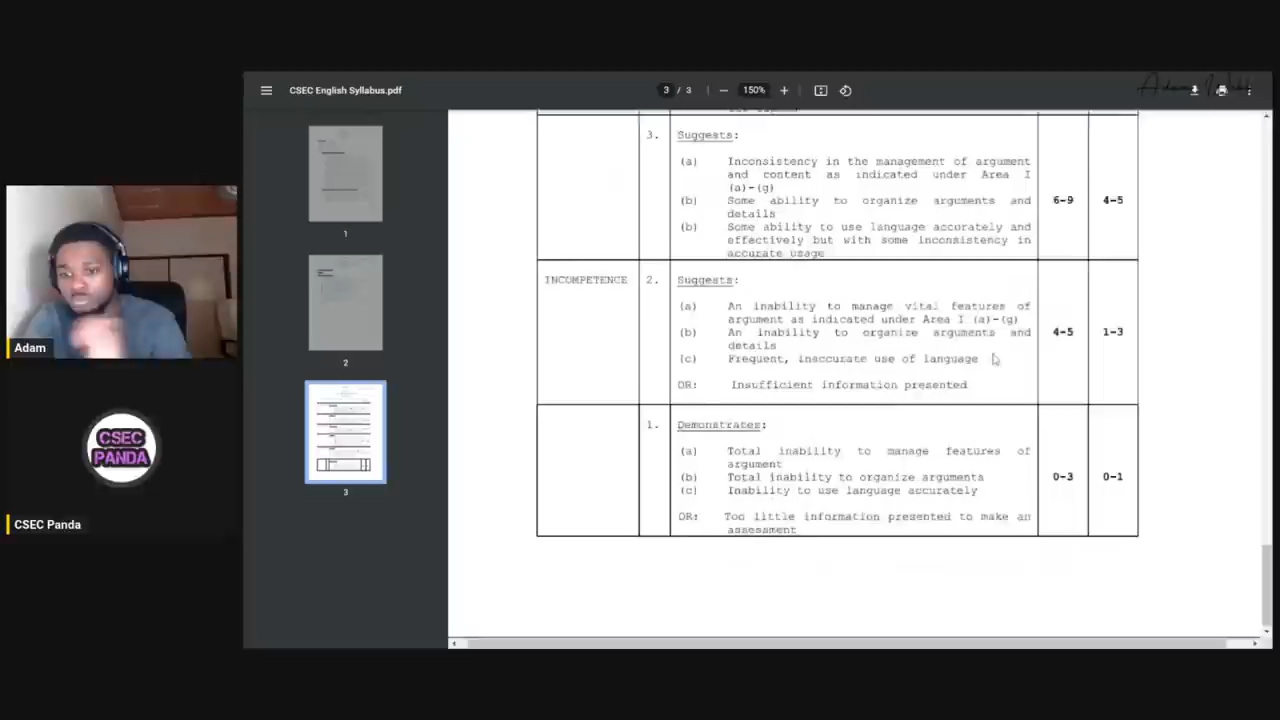 CSEC English Syllabus.pdf
3 / 3
150%
Adam Webb
1
2
3
Adam
CSEC
PANDA
CSEC Panda
3. Suggests:
(a) Inconsistency in the management of argument
and content as indicated under Area I
(a)-(g)
(b) Some ability to organize arguments and
details
(b) Some ability to use language accurately and
effectively but with some inconsistency in
accurate usage
6-9 4-5
INCOMPETENCE 2. Suggests:
(a) An inability to manage vital features of
argument as indicated under Area I (a)-(g)
(b) An inability to organize arguments and
details
(c) Frequent, inaccurate use of language
OR: Insufficient information presented
4-5 1-3
1. Demonstrates:
(a) Total inability to manage features of
argument
(b) Total inability to organize arguments
(c) Inability to use language accurately
OR: Too little information presented to make an
assessment
0-3 0-1